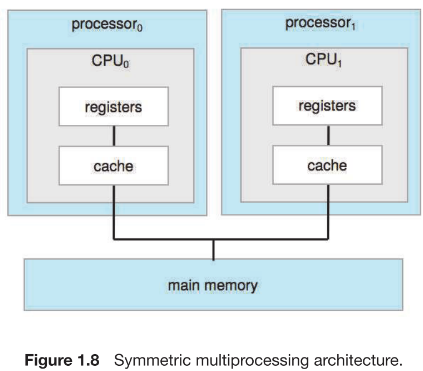 processor₀
processor₁
CPU₀
CPU₁
registers
registers
cache
cache
main memory
Figure 1.8 Symmetric multiprocessing architecture.